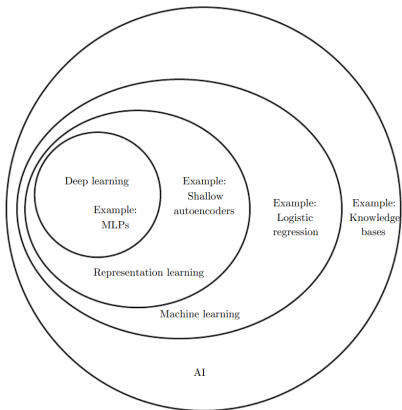 Deep learning
Example:
MLPs
Example:
Shallow
autoencoders
Example:
Logistic
regression
Example:
Knowledge
bases
Representation learning
Machine learning
AI